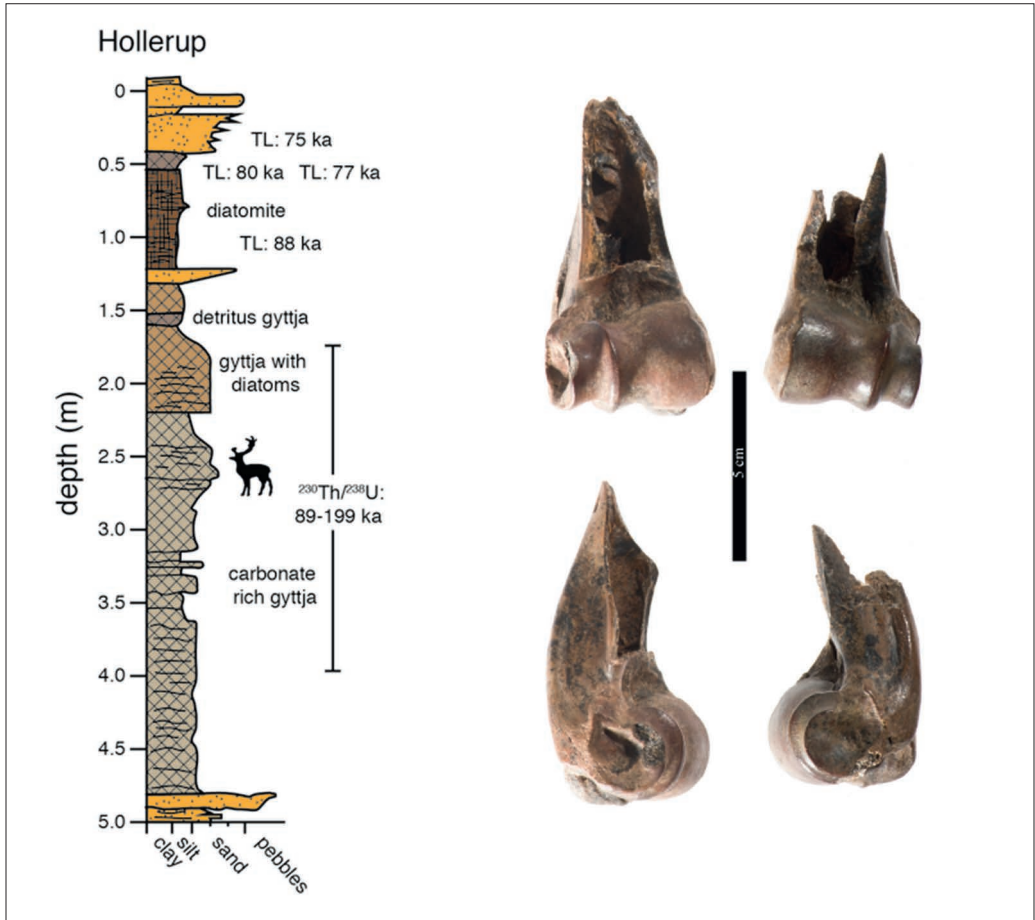 Hollerup
0
TL: 75 ka
0.5
TL: 80 ka TL: 77 ka
diatomite
1.0
TL: 88 ka
1.5
detritus gyttja
gyttja with
diatoms
2.0
depth (m)
2.5
²³⁰Th/²³⁸U:
89-199 ka
3.0
carbonate
rich gyttja
3.5
4.0
4.5
5.0
clay
silt
sand
pebbles
5 cm